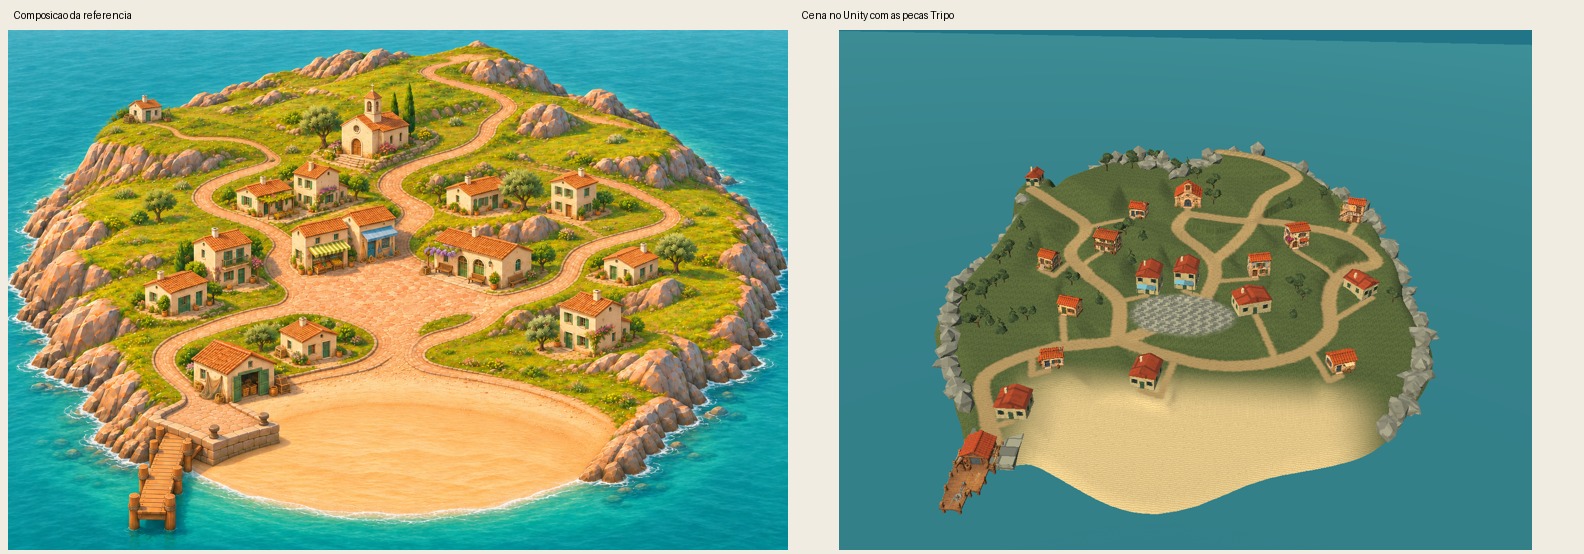 Composicao da referencia
Cena no Unity com as pecas Tripo